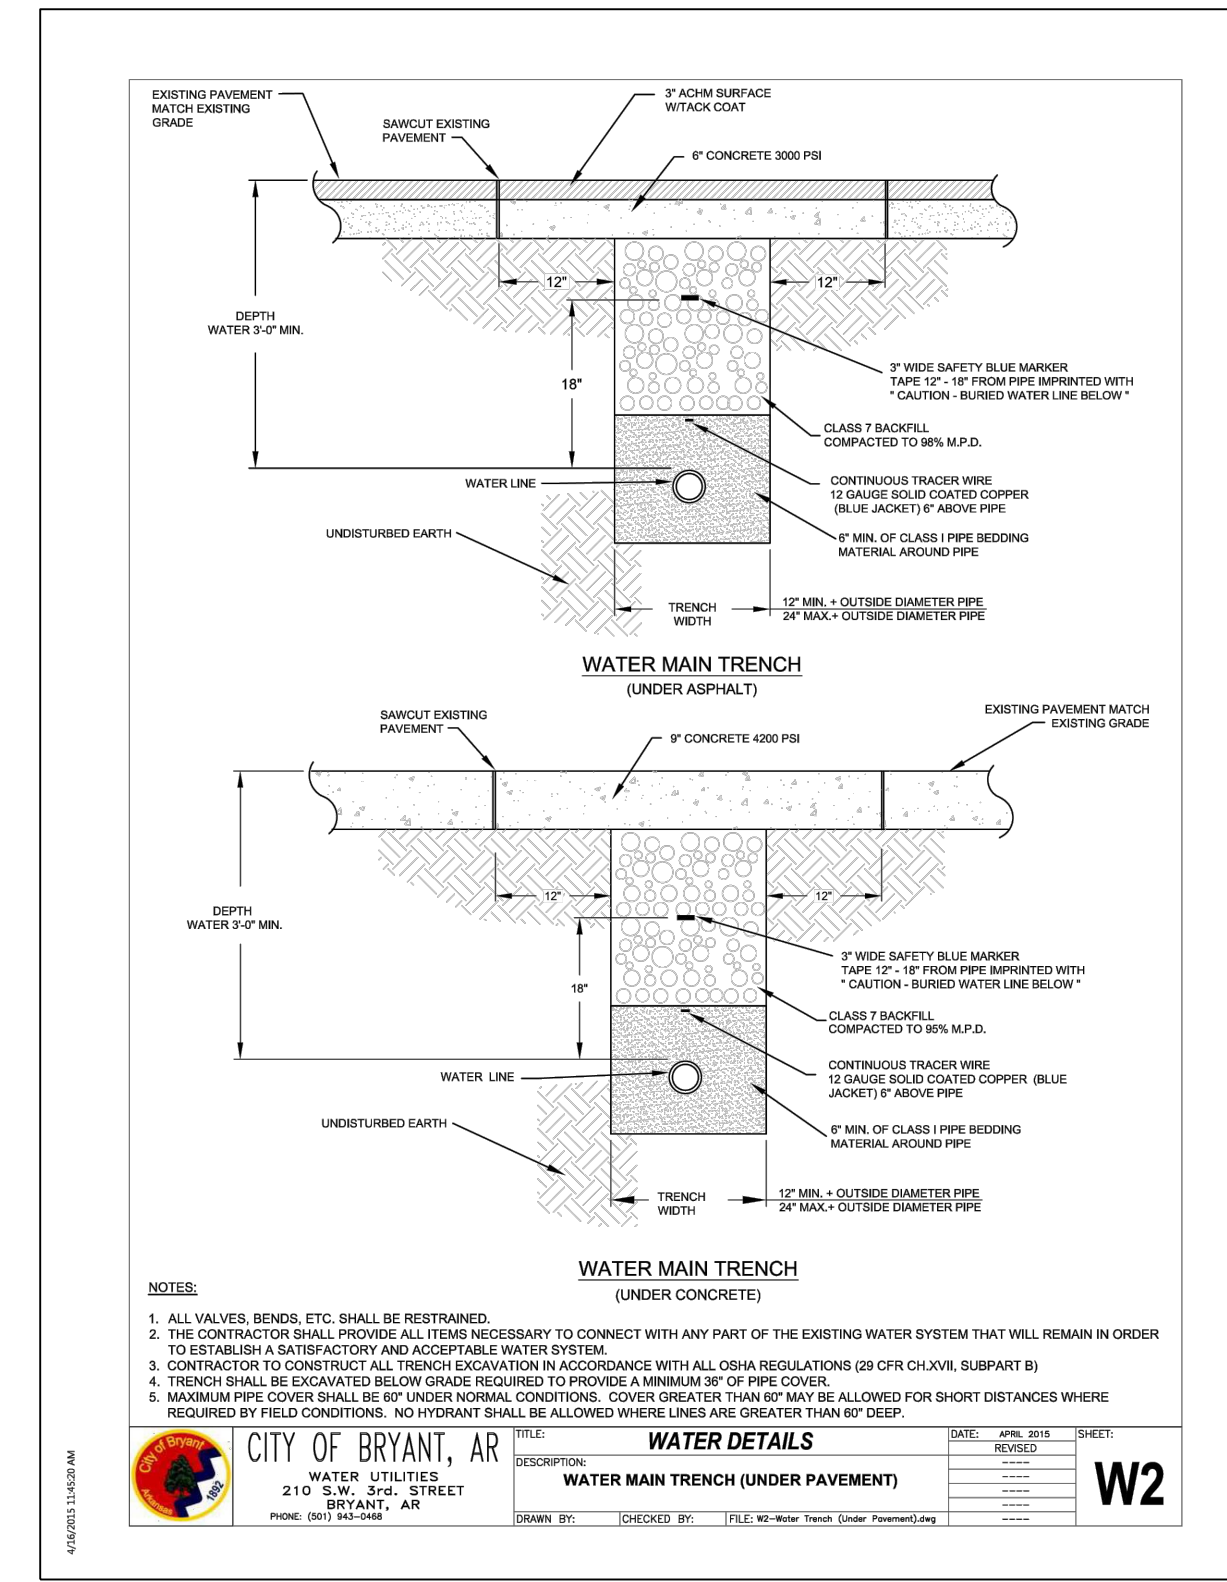 EXISTING PAVEMENT
MATCH EXISTING
GRADE
SAWCUT EXISTING
PAVEMENT
3" ACHM SURFACE
W/TACK COAT
6" CONCRETE 3000 PSI
12"
12"
DEPTH
WATER 3'-0" MIN.
18"
3" WIDE SAFETY BLUE MARKER
TAPE 12" - 18" FROM PIPE IMPRINTED WITH
" CAUTION - BURIED WATER LINE BELOW "
CLASS 7 BACKFILL
COMPACTED TO 98% M.P.D.
WATER LINE
CONTINUOUS TRACER WIRE
12 GAUGE SOLID COATED COPPER
(BLUE JACKET) 6" ABOVE PIPE
UNDISTURBED EARTH
6" MIN. OF CLASS I PIPE BEDDING
MATERIAL AROUND PIPE
TRENCH
WIDTH
12" MIN. + OUTSIDE DIAMETER PIPE
24" MAX.+ OUTSIDE DIAMETER PIPE
WATER MAIN TRENCH
(UNDER ASPHALT)
SAWCUT EXISTING
PAVEMENT
9" CONCRETE 4200 PSI
EXISTING PAVEMENT MATCH
EXISTING GRADE
12"
12"
DEPTH
WATER 3'-0" MIN.
18"
3" WIDE SAFETY BLUE MARKER
TAPE 12" - 18" FROM PIPE IMPRINTED WITH
" CAUTION - BURIED WATER LINE BELOW "
CLASS 7 BACKFILL
COMPACTED TO 95% M.P.D.
WATER LINE
CONTINUOUS TRACER WIRE
12 GAUGE SOLID COATED COPPER (BLUE
JACKET) 6" ABOVE PIPE
UNDISTURBED EARTH
6" MIN. OF CLASS I PIPE BEDDING
MATERIAL AROUND PIPE
TRENCH
WIDTH
12" MIN. + OUTSIDE DIAMETER PIPE
24" MAX.+ OUTSIDE DIAMETER PIPE
WATER MAIN TRENCH
(UNDER CONCRETE)
NOTES:
1. ALL VALVES, BENDS, ETC. SHALL BE RESTRAINED.
2. THE CONTRACTOR SHALL PROVIDE ALL ITEMS NECESSARY TO CONNECT WITH ANY PART OF THE EXISTING WATER SYSTEM THAT WILL REMAIN IN ORDER
TO ESTABLISH A SATISFACTORY AND ACCEPTABLE WATER SYSTEM.
3. CONTRACTOR TO CONSTRUCT ALL TRENCH EXCAVATION IN ACCORDANCE WITH ALL OSHA REGULATIONS (29 CFR CH.XVII, SUBPART B)
4. TRENCH SHALL BE EXCAVATED BELOW GRADE REQUIRED TO PROVIDE A MINIMUM 36" OF PIPE COVER.
5. MAXIMUM PIPE COVER SHALL BE 60" UNDER NORMAL CONDITIONS. COVER GREATER THAN 60" MAY BE ALLOWED FOR SHORT DISTANCES WHERE
REQUIRED BY FIELD CONDITIONS. NO HYDRANT SHALL BE ALLOWED WHERE LINES ARE GREATER THAN 60" DEEP.
City of Bryant
Arkansas
1892
CITY OF BRYANT, AR
WATER UTILITIES
210 S.W. 3rd. STREET
BRYANT, AR
PHONE: (501) 943-0468
TITLE:
WATER DETAILS
DESCRIPTION:
WATER MAIN TRENCH (UNDER PAVEMENT)
DRAWN BY:
CHECKED BY:
FILE: W2-Water Trench (Under Pavement).dwg
DATE: APRIL 2015
REVISED
----
----
----
----
----
SHEET:
W2
4/16/2015 11:45:20 AM